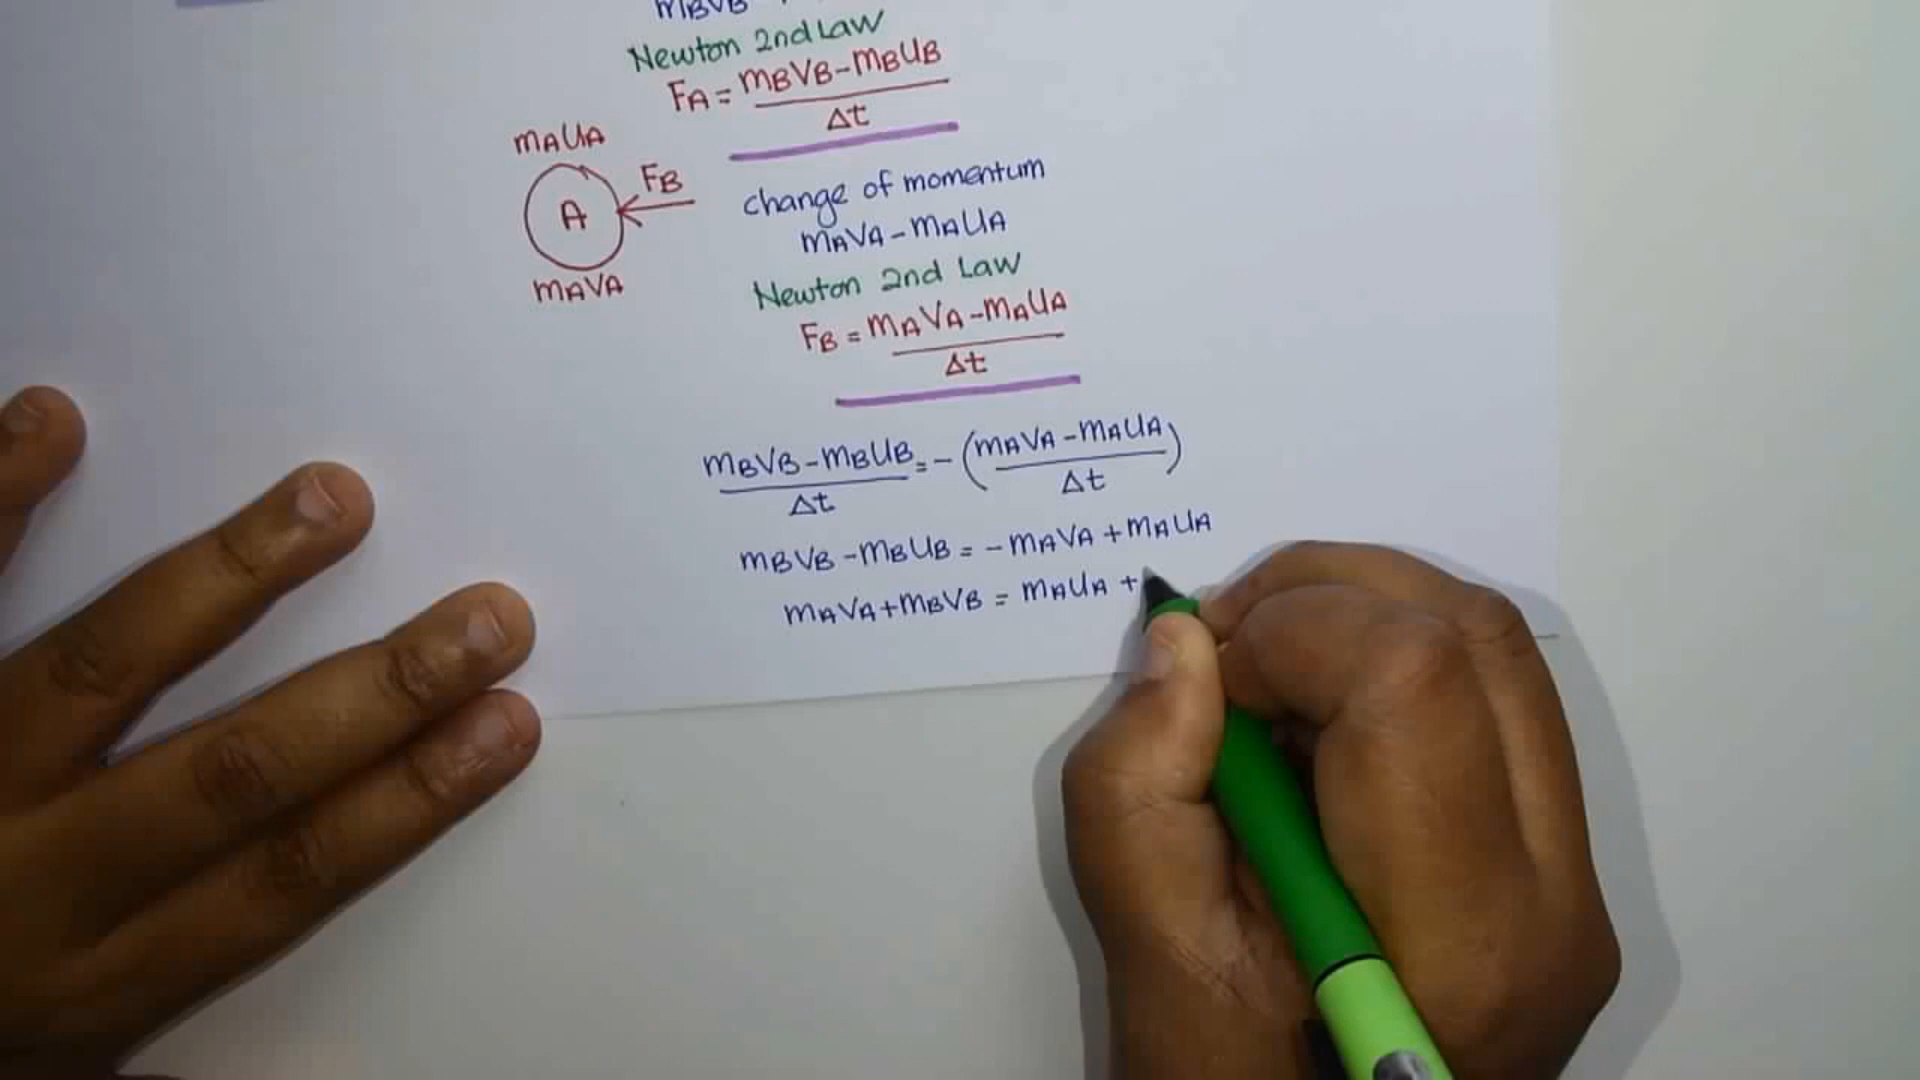 mBVB
Newton 2nd Law
FA = mBVB - mBUB
Δt
mAUA
FB
A
mAVA
change of momentum
mAVA - mAUA
Newton 2nd Law
FB = mAVA - mAUA
Δt
mBVB - mBUB = - (mAVA - mAUA)
Δt Δt
mBVB - mBUB = - mAVA + mAUA
mAVA + mBVB = mAUA +